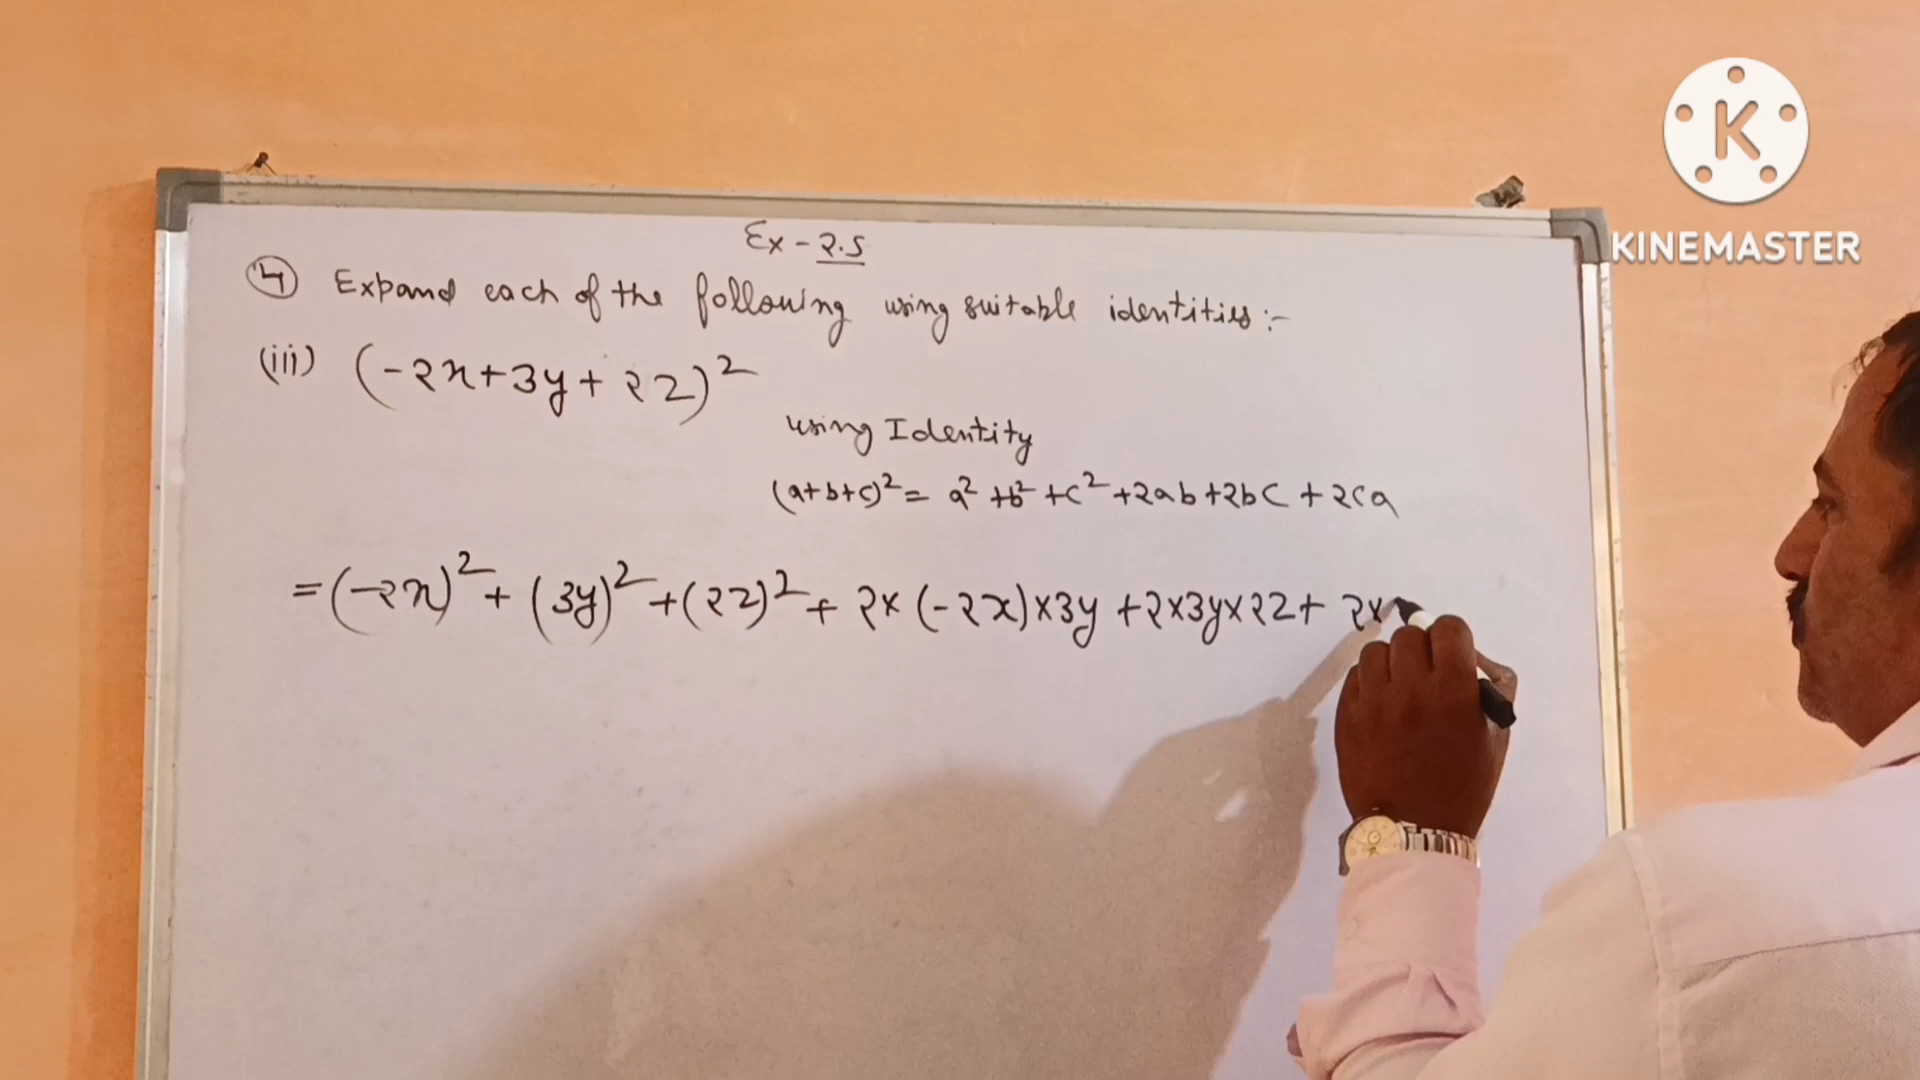 KINEMASTER
Ex - 2.5
4 Expand each of the following using suitable identities :-
(iii) (-2x+3y+2z)²
using Identity
(a+b+c)² = a² + b² + c² + 2ab + 2bc + 2ca
= (-2x)² + (3y)² + (2z)² + 2× (-2x)×3y + 2×3y×2z + 2×